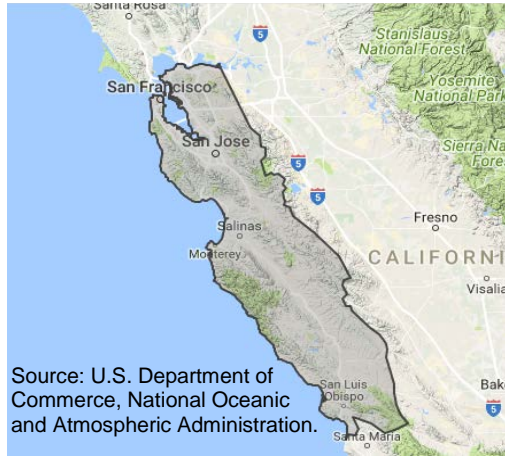 Santa Rosa
5
Stanislaus
National Forest
Yosemite
National Park
San Francisco
San Jose
Sierra Na
Fores
5
5
Salinas
Fresno
Monterey
CALIFORNI
Visalia
Source: U.S. Department of
Commerce, National Oceanic
and Atmospheric Administration.
San Luis
Obispo
Bake
5
Santa Maria